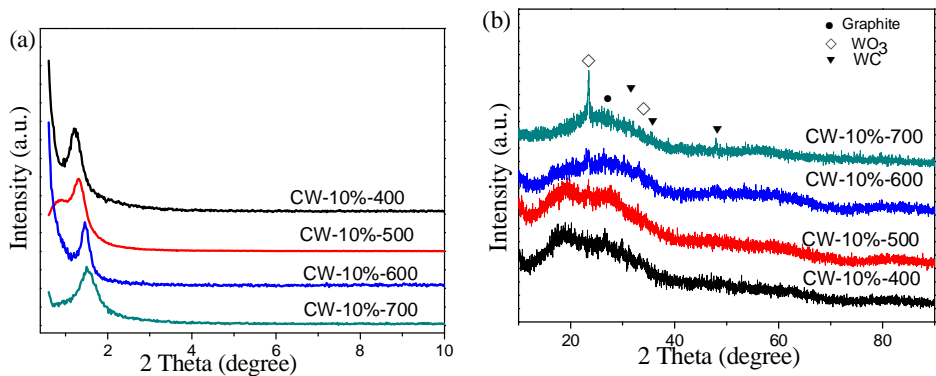 (a)
Intensity (a.u.)
CW-10%-400
CW-10%-500
CW-10%-600
CW-10%-700
2 4 6 8 10
2 Theta (degree)
(b)
Intensity (a.u.)
Graphite
WO3
WC
CW-10%-700
CW-10%-600
CW-10%-500
CW-10%-400
20 40 60 80
2 Theta (degree)